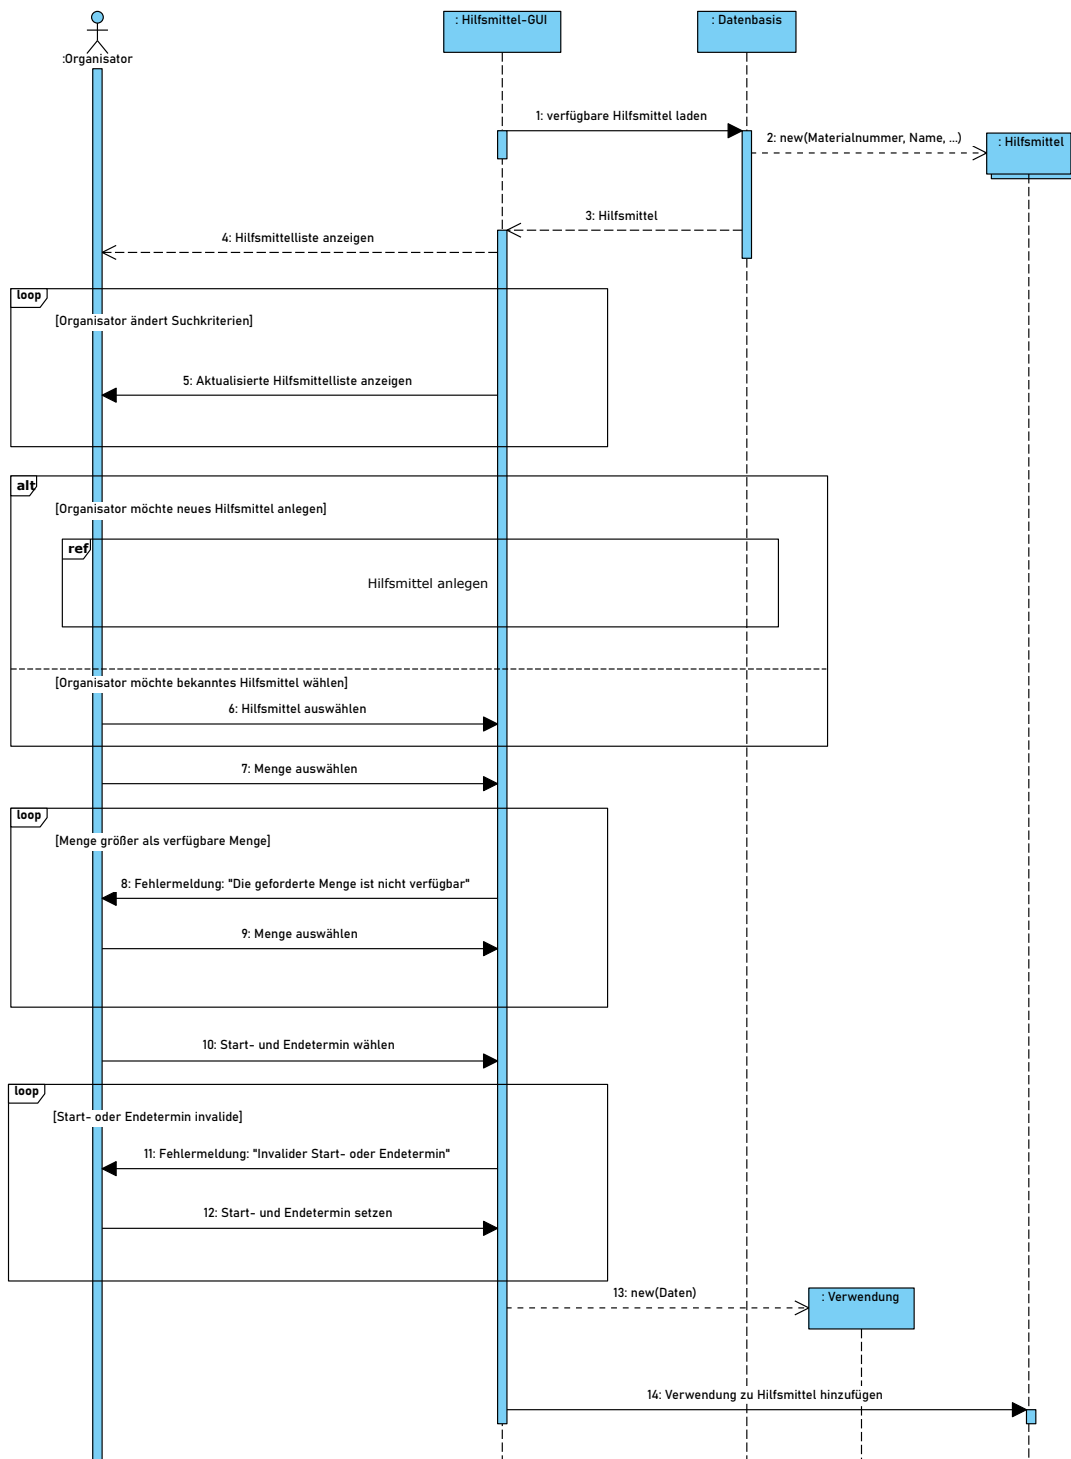 : Hilfsmittel-GUI
: Datenbasis
:Organisator
1: verfügbare Hilfsmittel laden
2: new(Materialnummer, Name, ...)
: Hilfsmittel
3: Hilfsmittel
4: Hilfsmittelliste anzeigen
loop
[Organisator ändert Suchkriterien]
5: Aktualisierte Hilfsmittelliste anzeigen
alt
[Organisator möchte neues Hilfsmittel anlegen]
ref
Hilfsmittel anlegen
[Organisator möchte bekanntes Hilfsmittel wählen]
6: Hilfsmittel auswählen
7: Menge auswählen
loop
[Menge größer als verfügbare Menge]
8: Fehlermeldung: "Die geforderte Menge ist nicht verfügbar"
9: Menge auswählen
10: Start- und Endetermin wählen
loop
[Start- oder Endetermin invalide]
11: Fehlermeldung: "Invalider Start- oder Endetermin"
12: Start- und Endetermin setzen
13: new(Daten)
: Verwendung
14: Verwendung zu Hilfsmittel hinzufügen